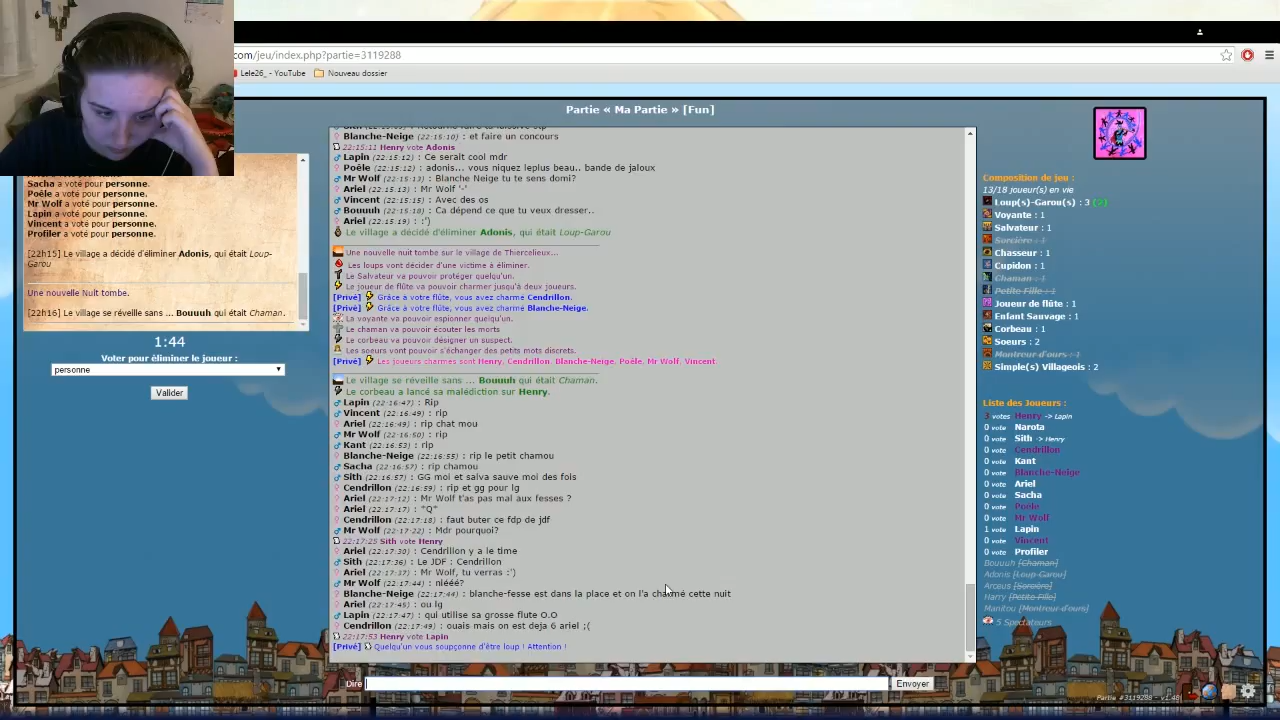 com/jeu/index.php?partie=3119288
Lele26_ - YouTube
Nouveau dossier
Partie « Ma Partie » [Fun]
Sacha a voté pour personne.
Poêle a voté pour personne.
Mr Wolf a voté pour personne.
Lapin a voté pour personne.
Vincent a voté pour personne.
Profiler a voté pour personne.
[22h15] Le village a décidé d'éliminer Adonis, qui était Loup-
Garou
Une nouvelle Nuit tombe.
[22h16] Le village se réveille sans ... Bouuuh qui était Chaman.
1:44
Voter pour éliminer le joueur :
personne
Valider
Blanche-Neige (22:15:10) : et faire un concours
22:15:11 Henry vote Adonis
Lapin (22:15:12) : Ce serait cool mdr
Poêle (22:15:12) : adonis... vous niquez leplus beau.. bande de jaloux
Mr Wolf (22:15:13) : Blanche Neige tu te sens domi?
Ariel (22:15:13) : Mr Wolf '-'
Vincent (22:15:15) : Avec des os
Bouuuh (22:15:18) : Ca dépend ce que tu veux dresser..
Ariel (22:15:19) : :')
Le village a décidé d'éliminer Adonis, qui était Loup-Garou
Une nouvelle nuit tombe sur le village de Thiercelieux...
Les loups vont décider d'une victime à éliminer.
Le Salvateur va pouvoir protéger quelqu'un.
Le joueur de flûte va pouvoir charmer jusqu'à deux joueurs.
[Privé] Grâce à votre flûte, vous avez charmé Cendrillon.
[Privé] Grâce à votre flûte, vous avez charmé Blanche-Neige.
La voyante va pouvoir espionner quelqu'un.
Le chaman va pouvoir écouter les morts
Le corbeau va pouvoir désigner un suspect.
Les soeurs vont pouvoir s'échanger des petits mots discrets.
[Privé] Les joueurs charmés sont Henry, Cendrillon, Blanche-Neige, Poêle, Mr Wolf, Vincent.
Le village se réveille sans ... Bouuuh qui était Chaman.
Le corbeau a lancé sa malédiction sur Henry.
Lapin (22:16:47) : Rip
Vincent (22:16:49) : rip
Ariel (22:16:49) : rip chat mou
Mr Wolf (22:16:50) : rip
Kant (22:16:53) : rip
Blanche-Neige (22:16:55) : rip le petit chamou
Sacha (22:16:57) : rip chamou
Sith (22:16:57) : GG moi et salva sauve moi des fois
Cendrillon (22:16:59) : rip et gg pour lg
Ariel (22:17:12) : Mr Wolf t'as pas mal aux fesses ?
Ariel (22:17:17) : *Q*
Cendrillon (22:17:18) : faut buter ce fdp de jdf
Mr Wolf (22:17:22) : Mdr pourquoi?
22:17:25 Sith vote Henry
Ariel (22:17:30) : Cendrillon y a le time
Sith (22:17:36) : Le JDF : Cendrillon
Ariel (22:17:37) : Mr Wolf, tu verras :')
Mr Wolf (22:17:44) : niééé?
Blanche-Neige (22:17:44) : blanche-fesse est dans la place et on l'a charmé cette nuit
Ariel (22:17:45) : ou lg
Lapin (22:17:47) : qui utilise sa grosse flute O.O
Cendrillon (22:17:49) : ouais mais on est deja 6 ariel ;(
22:17:53 Henry vote Lapin
[Privé] Quelqu'un vous soupçonne d'être loup ! Attention !
Dire
Envoyer
Composition de jeu :
13/18 joueur(s) en vie
Loup(s)-Garou(s) : 3
Voyante : 1
Salvateur : 1
Sorcière : 1
Chasseur : 1
Cupidon : 1
Chaman : 1
Petite Fille : 1
Joueur de flûte : 1
Enfant Sauvage : 1
Corbeau : 1
Soeurs : 2
Montreur d'ours : 1
Simple(s) Villageois : 2
Liste des Joueurs :
3 votes Henry -> Lapin
0 vote Narota
0 vote Sith -> Henry
0 vote Cendrillon
0 vote Kant
0 vote Blanche-Neige
0 vote Ariel
0 vote Sacha
0 vote Poêle
0 vote Mr Wolf
1 vote Lapin
0 vote Vincent
0 vote Profiler
Bouuuh [Chaman]
Adonis [Loup-Garou]
Arceus [Sorcière]
Harry [Petite Fille]
Manitou [Montreur d'ours]
5 Spectateurs
Partie #3119288 - v1.48